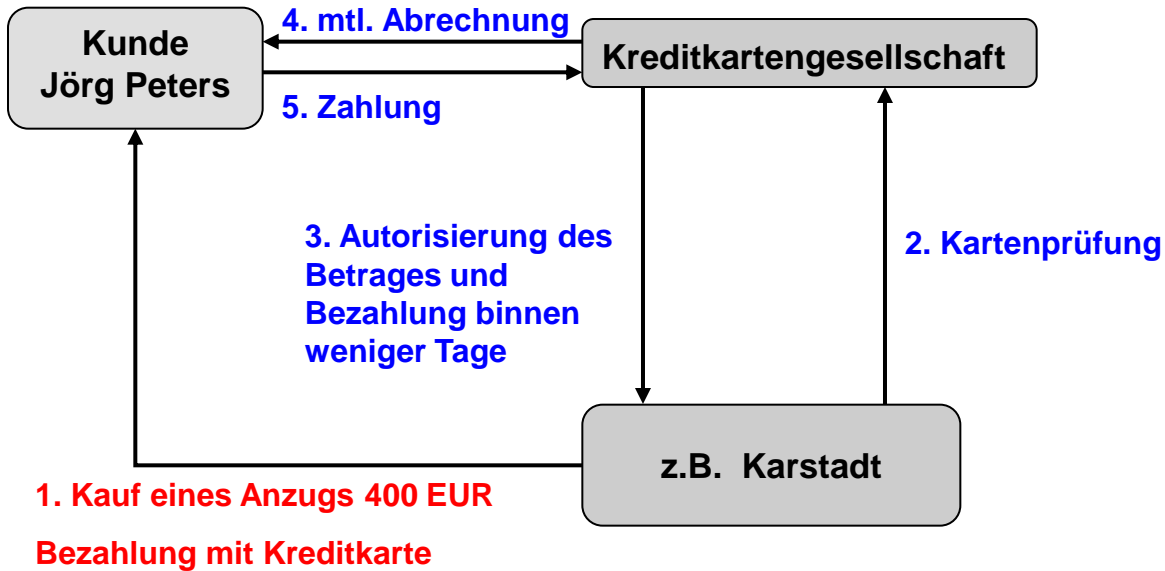 4. mtl. Abrechnung
Kunde
Jörg Peters
Kreditkartengesellschaft
5. Zahlung
3. Autorisierung des
Betrages und
Bezahlung binnen
weniger Tage
2. Kartenprüfung
z.B. Karstadt
1. Kauf eines Anzugs 400 EUR
Bezahlung mit Kreditkarte